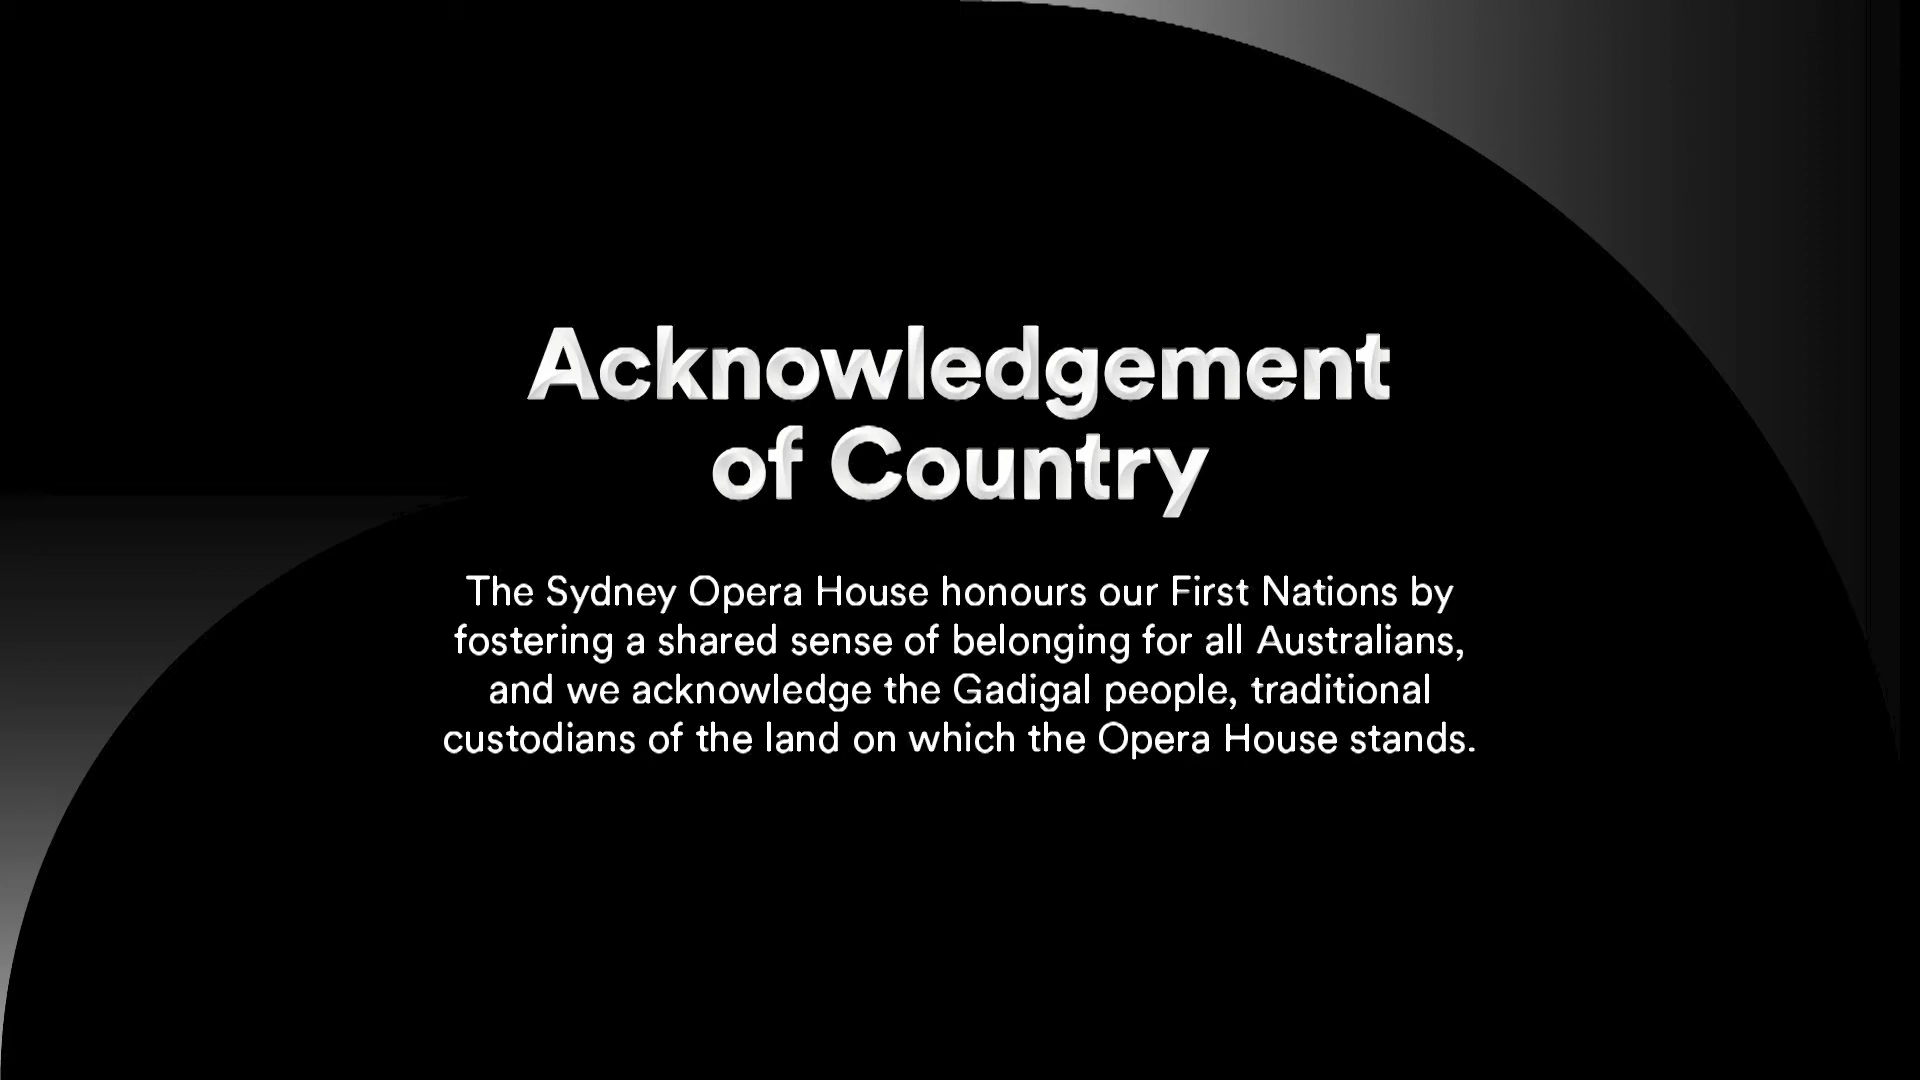 Acknowledgement
of Country
The Sydney Opera House honours our First Nations by
fostering a shared sense of belonging for all Australians,
and we acknowledge the Gadigal people, traditional
custodians of the land on which the Opera House stands.